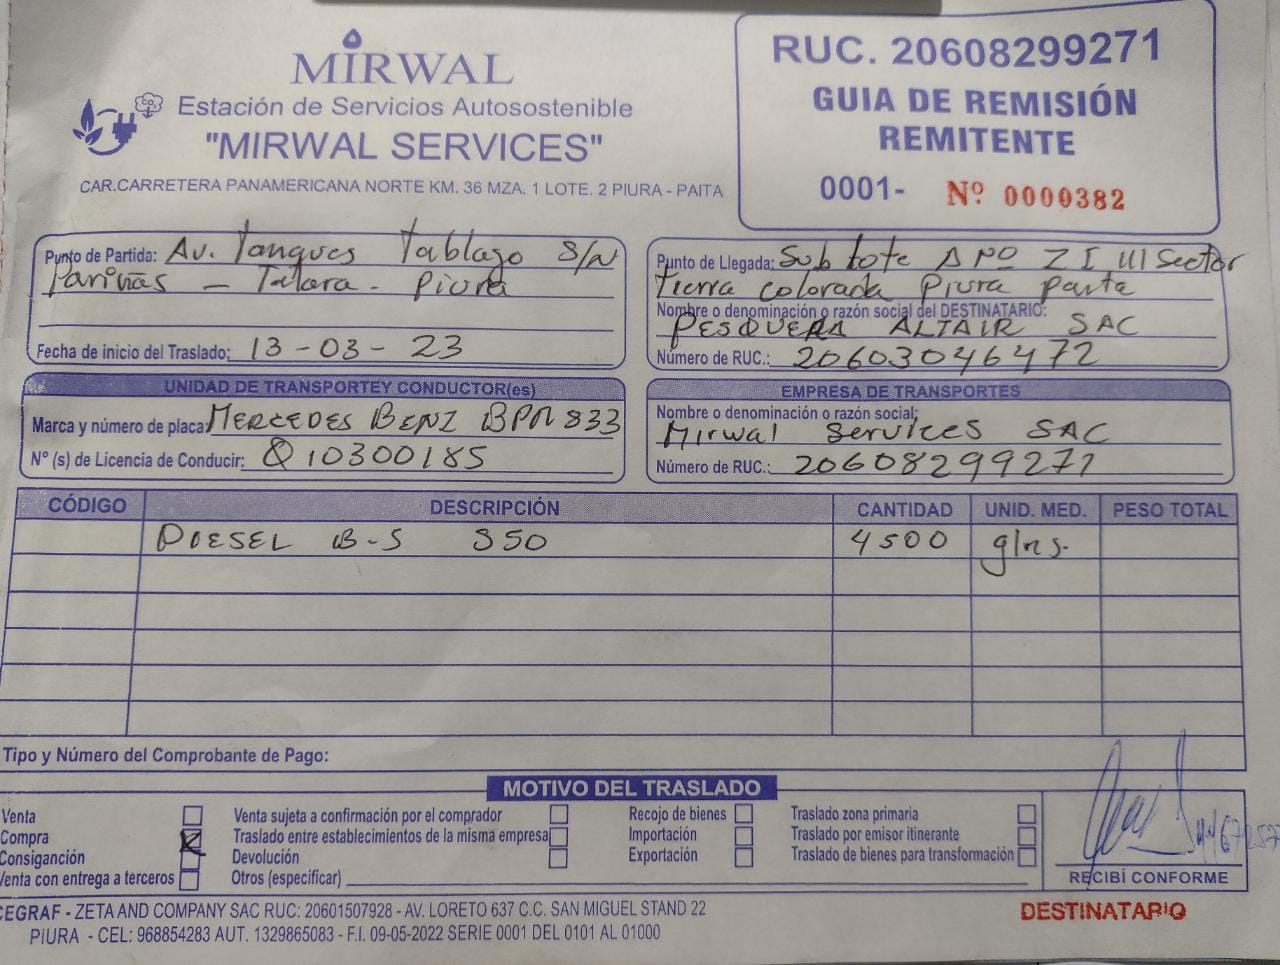 MIRWAL
Estación de Servicios Autosostenible
"MIRWAL SERVICES"
CAR.CARRETERA PANAMERICANA NORTE KM. 36 MZA. 1 LOTE. 2 PIURA - PAITA
RUC. 20608299271
GUIA DE REMISIÓN
REMITENTE
0001- Nº 0000382
Punto de Partida: Av. Tanques Tablazo S/N
Pariñas - Talara - Piura
Fecha de inicio del Traslado: 13-03-23
Punto de Llegada: Sub lote A Nº ZI III Sector
Tierra colorada Piura paita
Nombre o denominación o razón social del DESTINATARIO:
PESQUERA ALTAIR SAC
Número de RUC.: 20603046472
UNIDAD DE TRANSPORTEY CONDUCTOR(es)
Marca y número de placa: MERCEDES BENZ BPN 833
N° (s) de Licencia de Conducir: Q10300185
EMPRESA DE TRANSPORTES
Nombre o denominación o razón social;
Mirwal Services SAC
Número de RUC.: 20608299271
CÓDIGO DESCRIPCIÓN CANTIDAD UNID. MED. PESO TOTAL
DIESEL B-5 S50 4500 glns.
Tipo y Número del Comprobante de Pago:
MOTIVO DEL TRASLADO
Venta Venta sujeta a confirmación por el comprador Recojo de bienes Traslado zona primaria
Compra Traslado entre establecimientos de la misma empresa Importación Traslado por emisor itinerante
Consiganción Devolución Exportación Traslado de bienes para transformación
Venta con entrega a terceros Otros (especificar)
RECIBÍ CONFORME
CEGRAF - ZETA AND COMPANY SAC RUC: 20601507928 - AV. LORETO 637 C.C. SAN MIGUEL STAND 22
PIURA - CEL: 968854283 AUT. 1329865083 - F.I. 09-05-2022 SERIE 0001 DEL 0101 AL 01000
DESTINATARIO